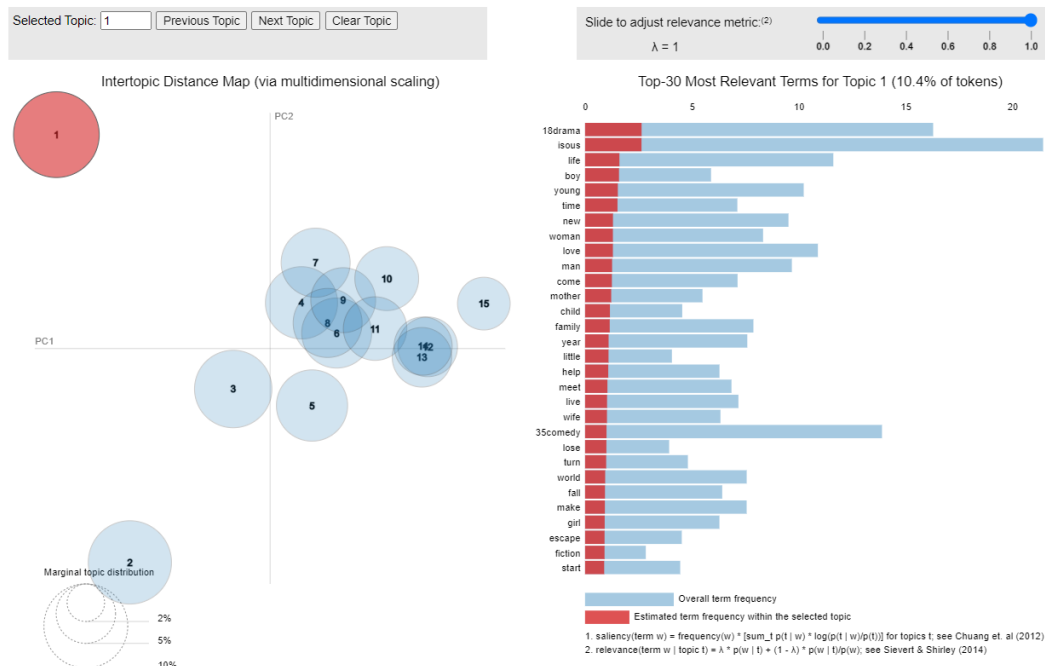 Selected Topic: 1 Previous Topic Next Topic Clear Topic
Slide to adjust relevance metric:(2)
λ = 1
0.0 0.2 0.4 0.6 0.8 1.0
Intertopic Distance Map (via multidimensional scaling)
PC2
PC1
1
7
10
4
9
15
8
6
11
12
13
3
5
2
Marginal topic distribution
2%
5%
10%
Top-30 Most Relevant Terms for Topic 1 (10.4% of tokens)
0 5 10 15 20
18drama
isous
life
boy
young
time
new
woman
love
man
come
mother
child
family
year
little
help
meet
live
wife
35comedy
lose
turn
world
fall
make
girl
escape
fiction
start
Overall term frequency
Estimated term frequency within the selected topic
1. saliency(term w) = frequency(w) * [sum_t p(t | w) * log(p(t | w)/p(t))] for topics t; see Chuang et. al (2012)
2. relevance(term w | topic t) = λ * p(w | t) + (1 - λ) * p(w | t)/p(w); see Sievert & Shirley (2014)